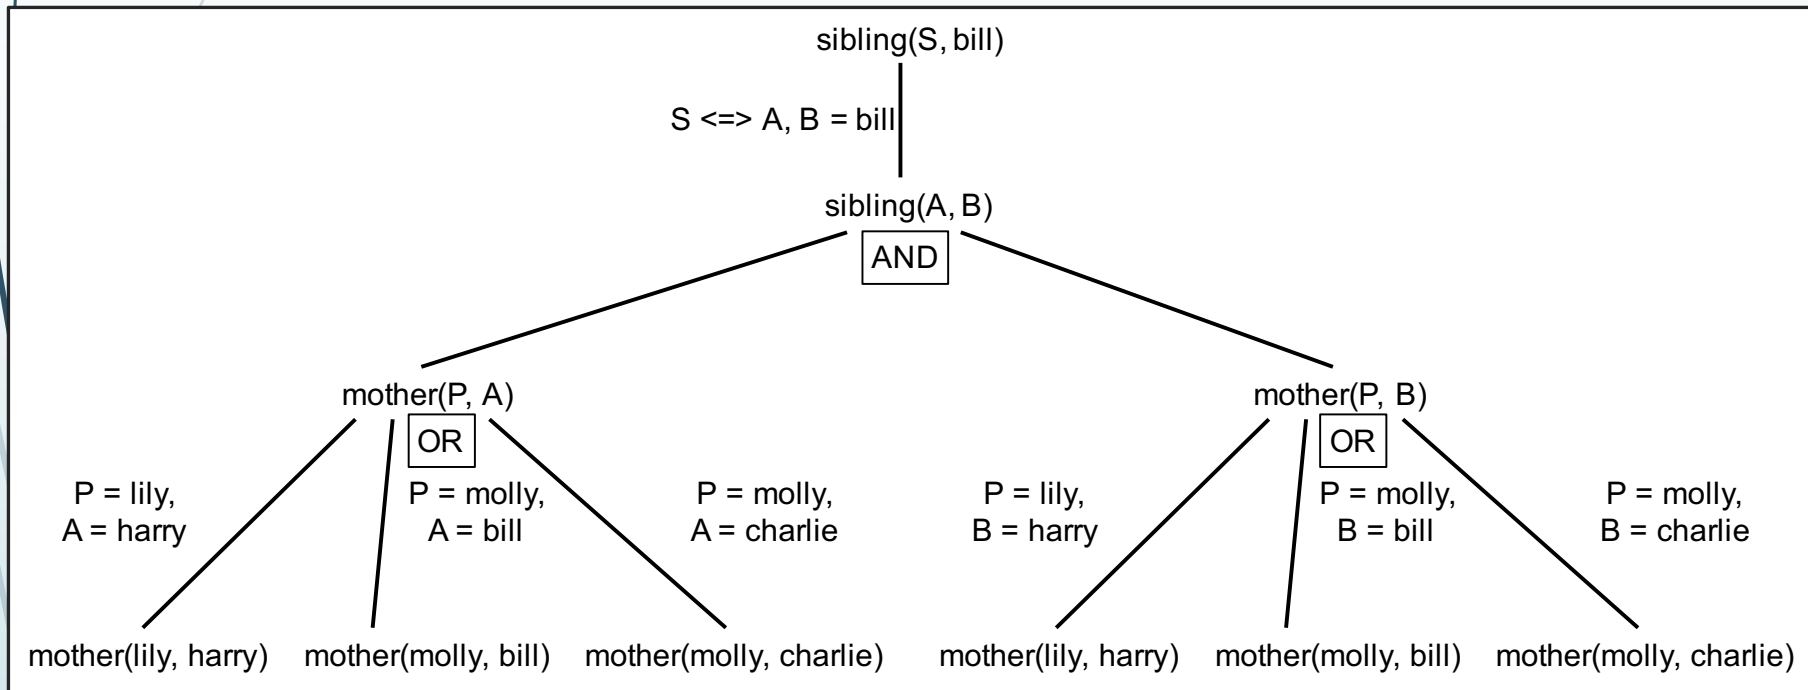 sibling(S, bill)
S <=> A, B = bill
sibling(A, B)
AND
mother(P, A)
mother(P, B)
OR
OR
P = lily,
A = harry
P = molly,
A = bill
P = molly,
A = charlie
P = lily,
B = harry
P = molly,
B = bill
P = molly,
B = charlie
mother(lily, harry)
mother(molly, bill)
mother(molly, charlie)
mother(lily, harry)
mother(molly, bill)
mother(molly, charlie)